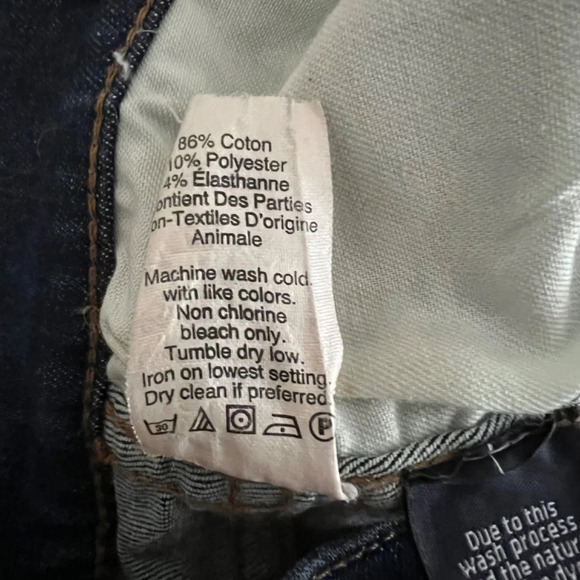 86% Coton
10% Polyester
4% Élasthanne
ontient Des Parties
on-Textiles D'origine
Animale
Machine wash cold.
with like colors.
Non chlorine
bleach only.
Tumble dry low.
Iron on lowest setting.
Dry clean if preferred
30
P
Due to this
wash process
the natur